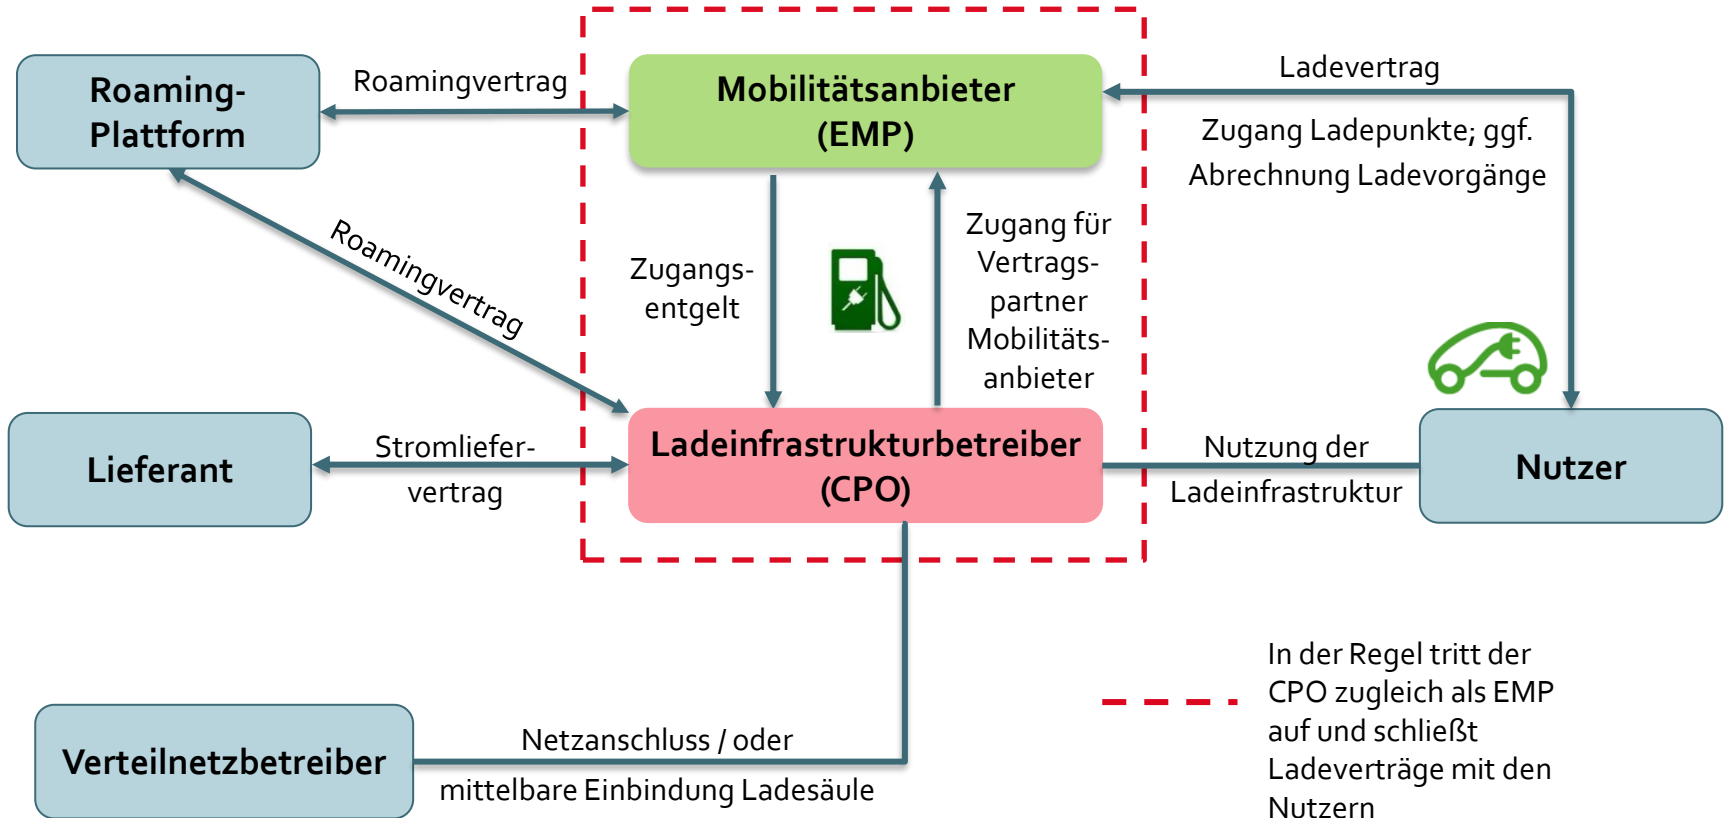 Roaming-
Plattform
Roamingvertrag
Mobilitätsanbieter
(EMP)
Ladevertrag
Zugang Ladepunkte; ggf.
Abrechnung Ladevorgänge
Roamingvertrag
Zugangs-
entgelt
Zugang für
Vertrags-
partner
Mobilitäts-
anbieter
Lieferant
Stromliefer-
vertrag
Ladeinfrastrukturbetreiber
(CPO)
Nutzung der
Ladeinfrastruktur
Nutzer
Verteilnetzbetreiber
Netzanschluss / oder
mittelbare Einbindung Ladesäule
In der Regel tritt der
CPO zugleich als EMP
auf und schließt
Ladeverträge mit den
Nutzern